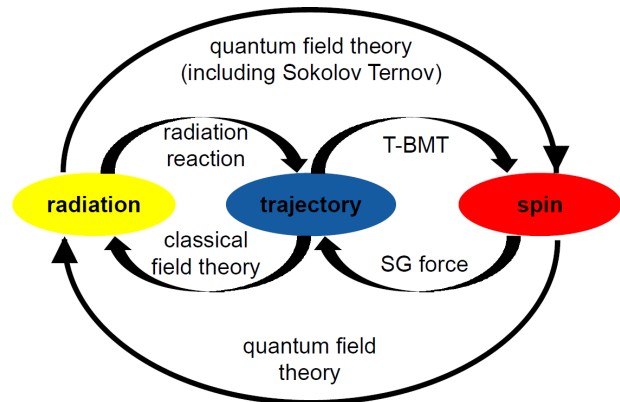 quantum field theory
(including Sokolov Ternov)
radiation
reaction
T-BMT
radiation
trajectory
spin
classical
field theory
SG force
quantum field
theory